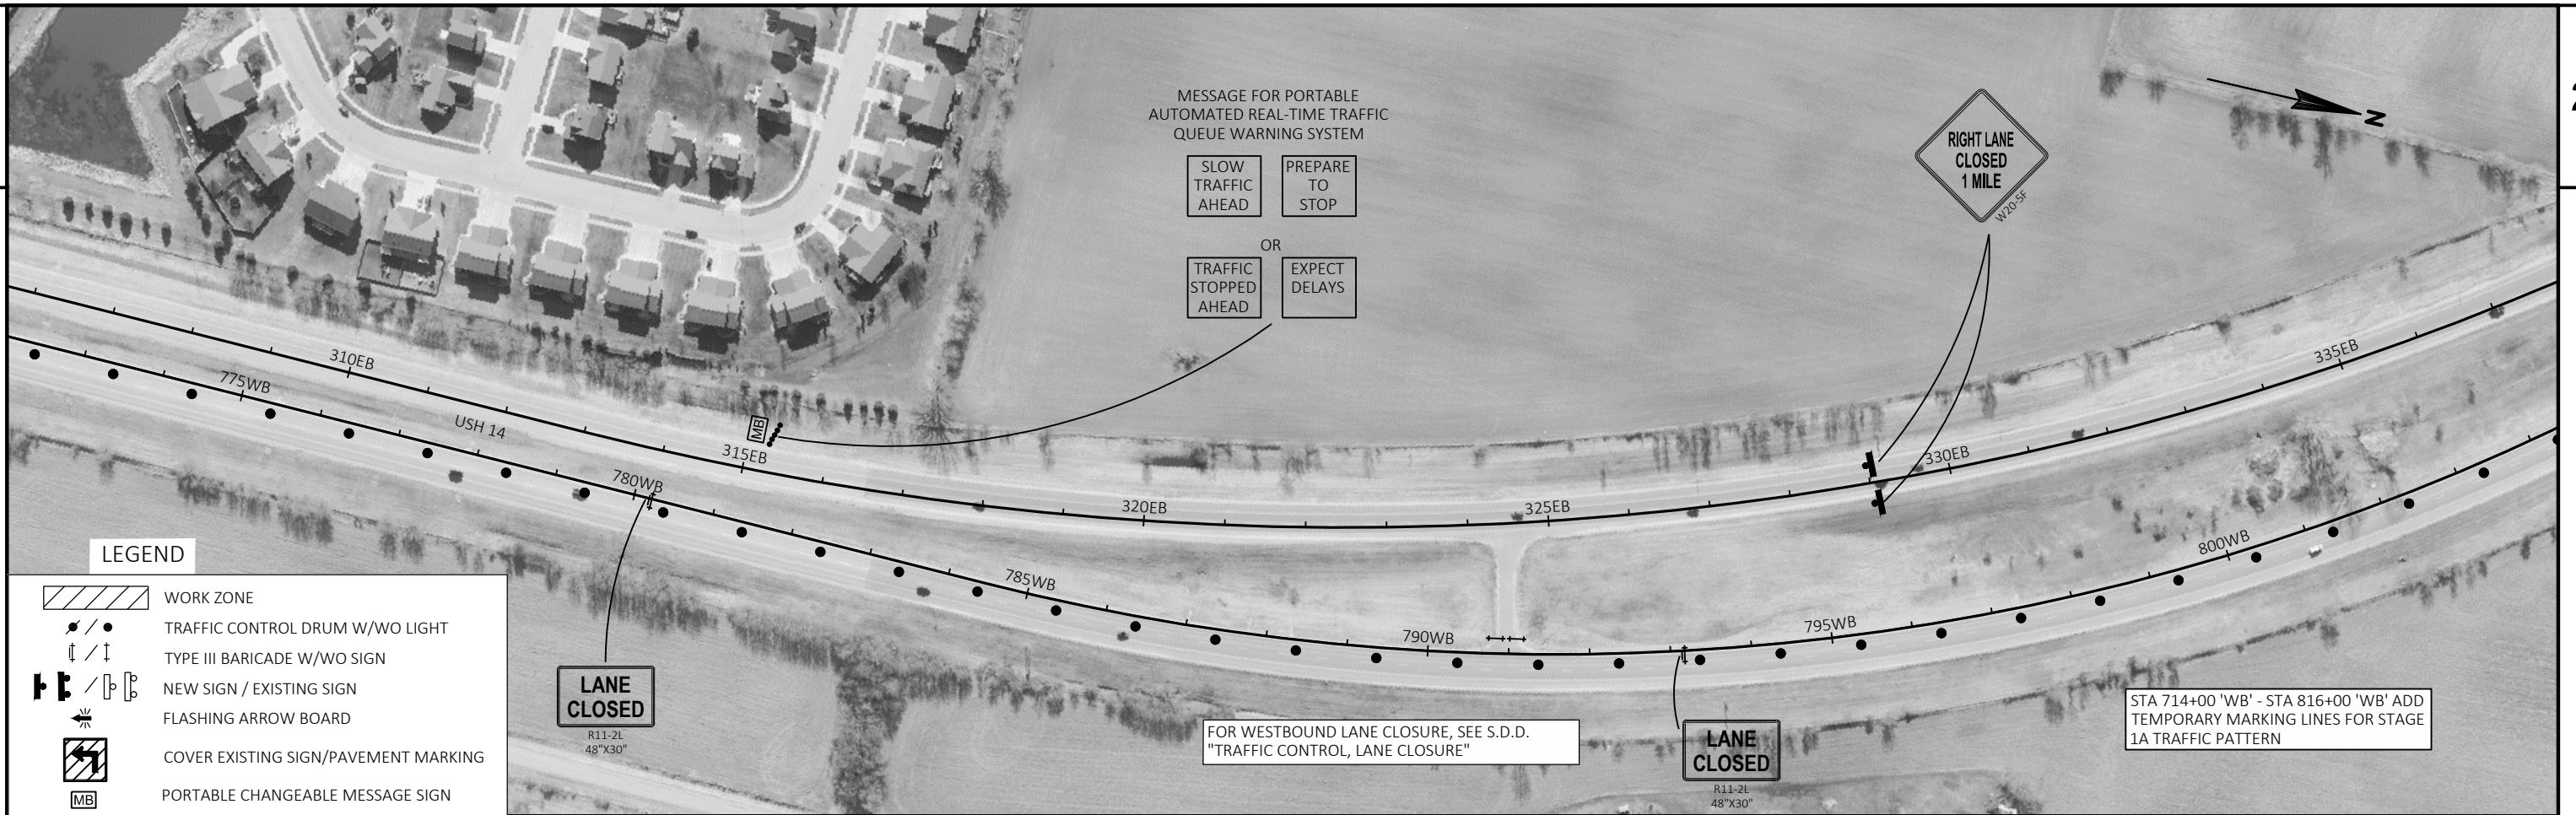 MESSAGE FOR PORTABLE
AUTOMATED REAL-TIME TRAFFIC
QUEUE WARNING SYSTEM
SLOW
TRAFFIC
AHEAD
PREPARE
TO
STOP
OR
TRAFFIC
STOPPED
AHEAD
EXPECT
DELAYS
RIGHT LANE
CLOSED
1 MILE
W20-5F
N
310EB
775WB
USH 14
MB
315EB
780WB
320EB
325EB
330EB
335EB
785WB
790WB
795WB
800WB
LEGEND
WORK ZONE
TRAFFIC CONTROL DRUM W/WO LIGHT
TYPE III BARICADE W/WO SIGN
NEW SIGN / EXISTING SIGN
FLASHING ARROW BOARD
COVER EXISTING SIGN/PAVEMENT MARKING
MB PORTABLE CHANGEABLE MESSAGE SIGN
LANE
CLOSED
R11-2L
48"X30"
FOR WESTBOUND LANE CLOSURE, SEE S.D.D.
"TRAFFIC CONTROL, LANE CLOSURE"
LANE
CLOSED
R11-2L
48"X30"
STA 714+00 'WB' - STA 816+00 'WB' ADD
TEMPORARY MARKING LINES FOR STAGE
1A TRAFFIC PATTERN